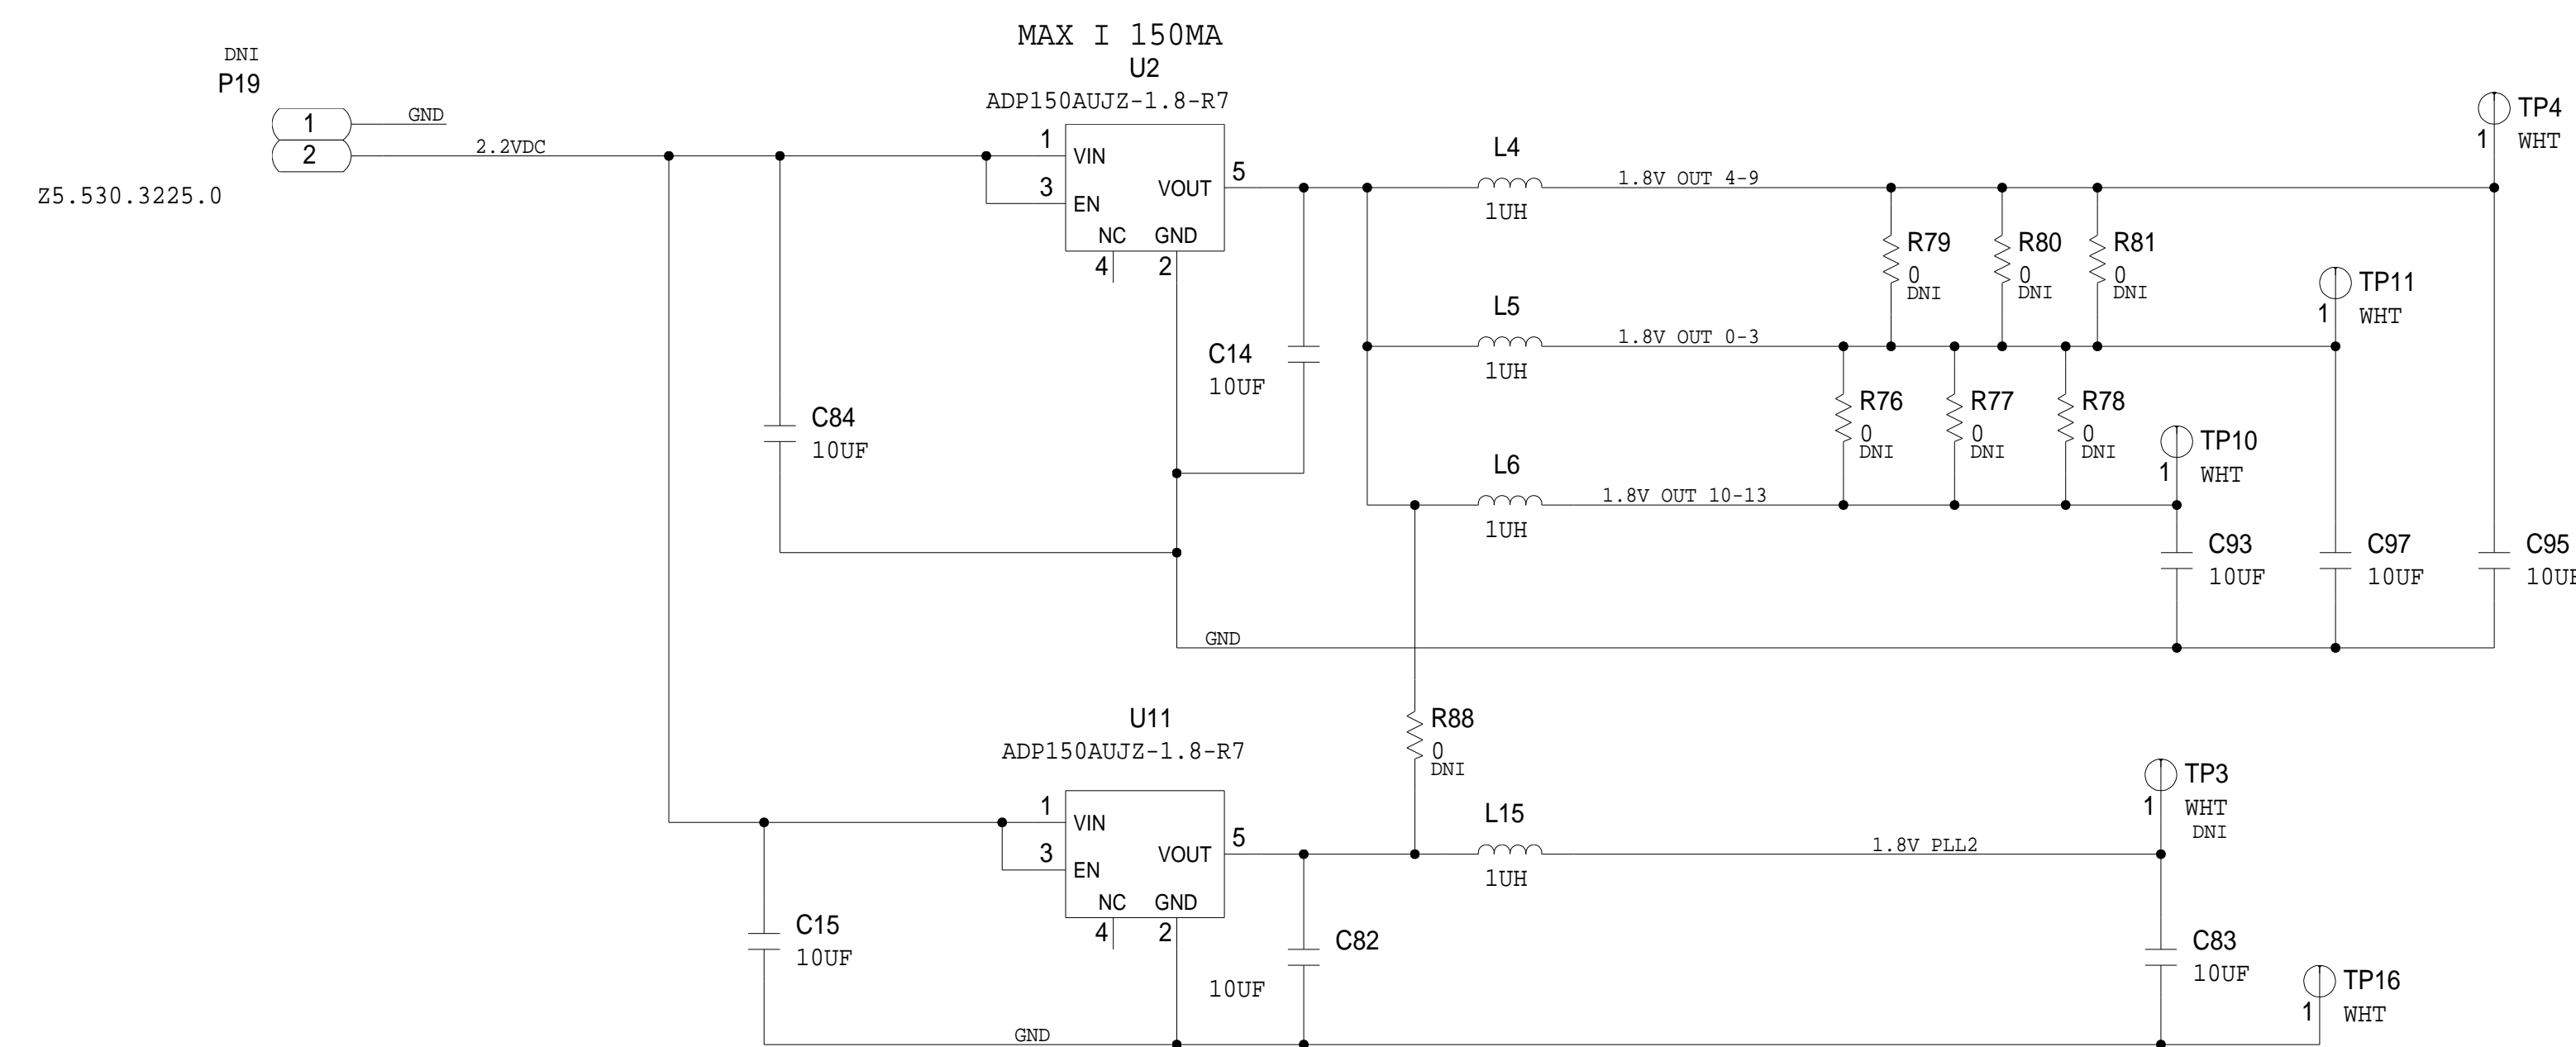 MAX I 150MA
DNI
P19
U2
ADP150AUJZ-1.8-R7
1 GND
2 2.2VDC
Z5.530.3225.0
1 VIN
3 EN
VOUT 5
NC GND
4 2
L4
1UH
1.8V OUT 4-9
TP4
1 WHT
R79
0
DNI
R80
0
DNI
R81
0
DNI
L5
1UH
1.8V OUT 0-3
TP11
1 WHT
C14
10UF
C84
10UF
R76
0
DNI
R77
0
DNI
R78
0
DNI
L6
1UH
1.8V OUT 10-13
TP10
1 WHT
C93
10UF
C97
10UF
C95
GND
R88
0
DNI
U11
ADP150AUJZ-1.8-R7
1 VIN
3 EN
VOUT 5
NC GND
4 2
L15
1UH
1.8V PLL2
TP3
1 WHT
DNI
C15
10UF
C82
10UF
C83
10UF
TP16
1 WHT
GND